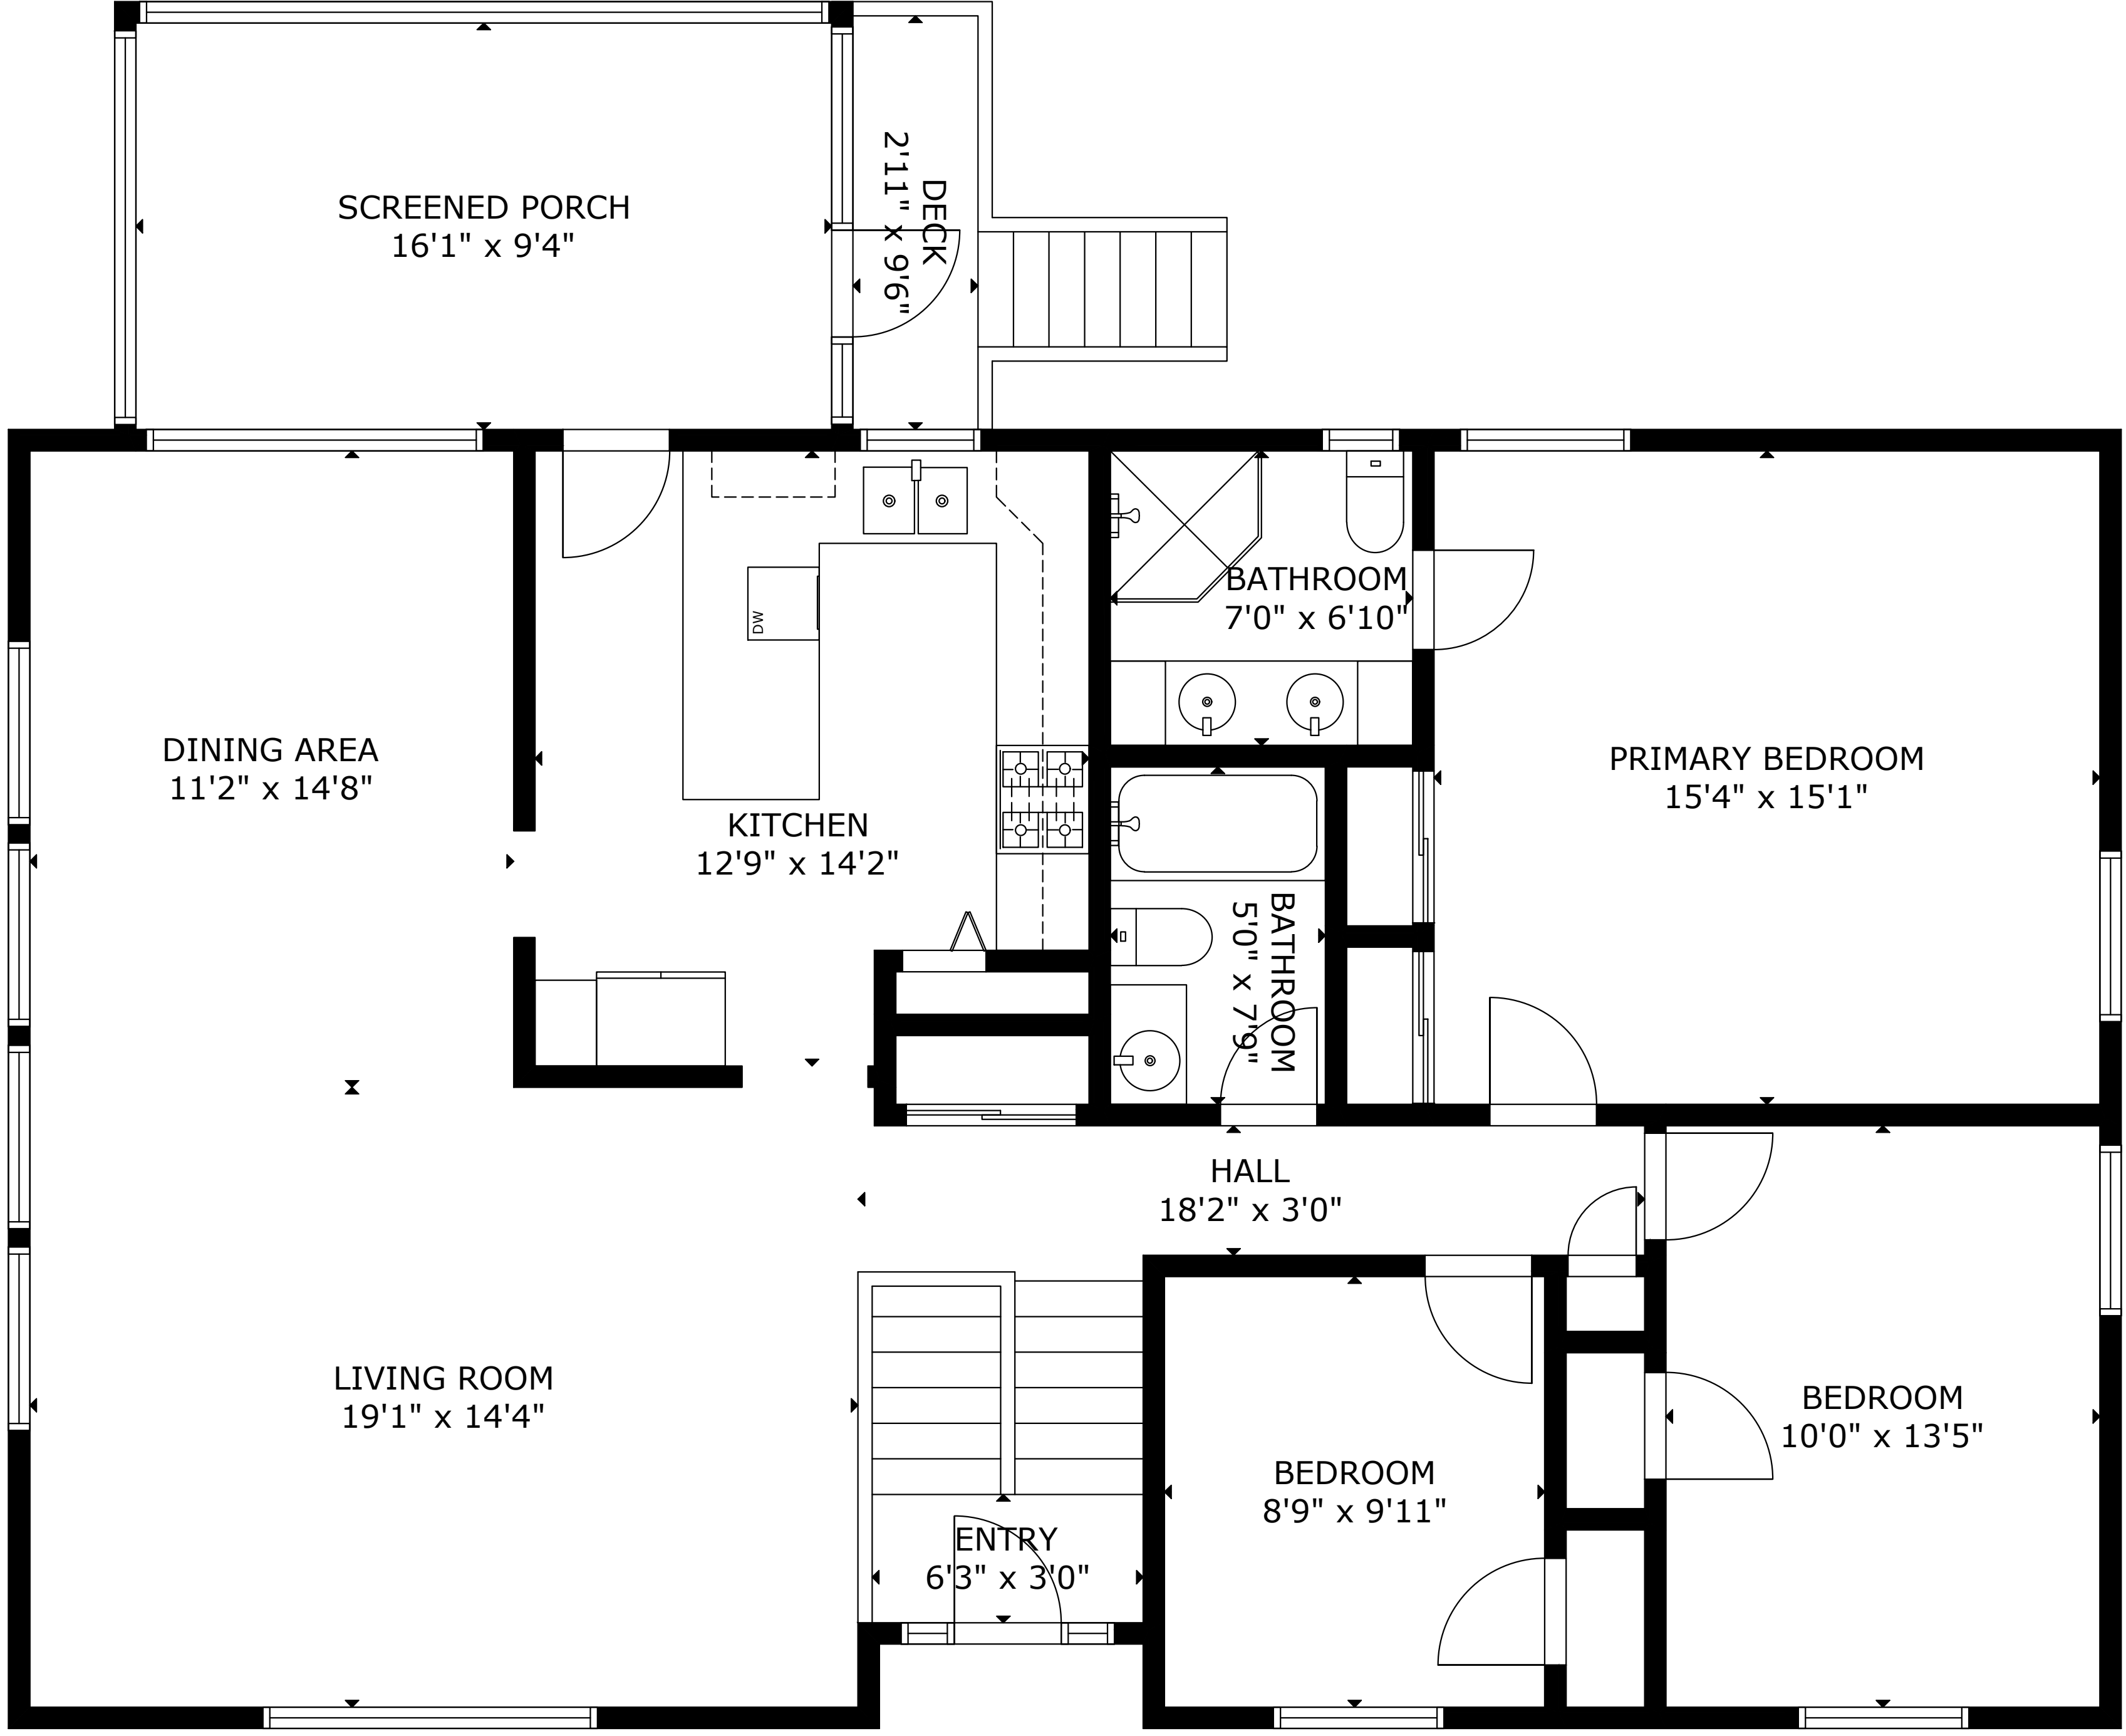 SCREENED PORCH
16'1" x 9'4"
DECK
2'11" x 9'6"
BATHROOM
7'0" x 6'10"
DW
DINING AREA
11'2" x 14'8"
PRIMARY BEDROOM
15'4" x 15'1"
KITCHEN
12'9" x 14'2"
BATHROOM
5'0" x 7'9"
HALL
18'2" x 3'0"
LIVING ROOM
19'1" x 14'4"
BEDROOM
10'0" x 13'5"
BEDROOM
8'9" x 9'11"
ENTRY
6'3" x 3'0"